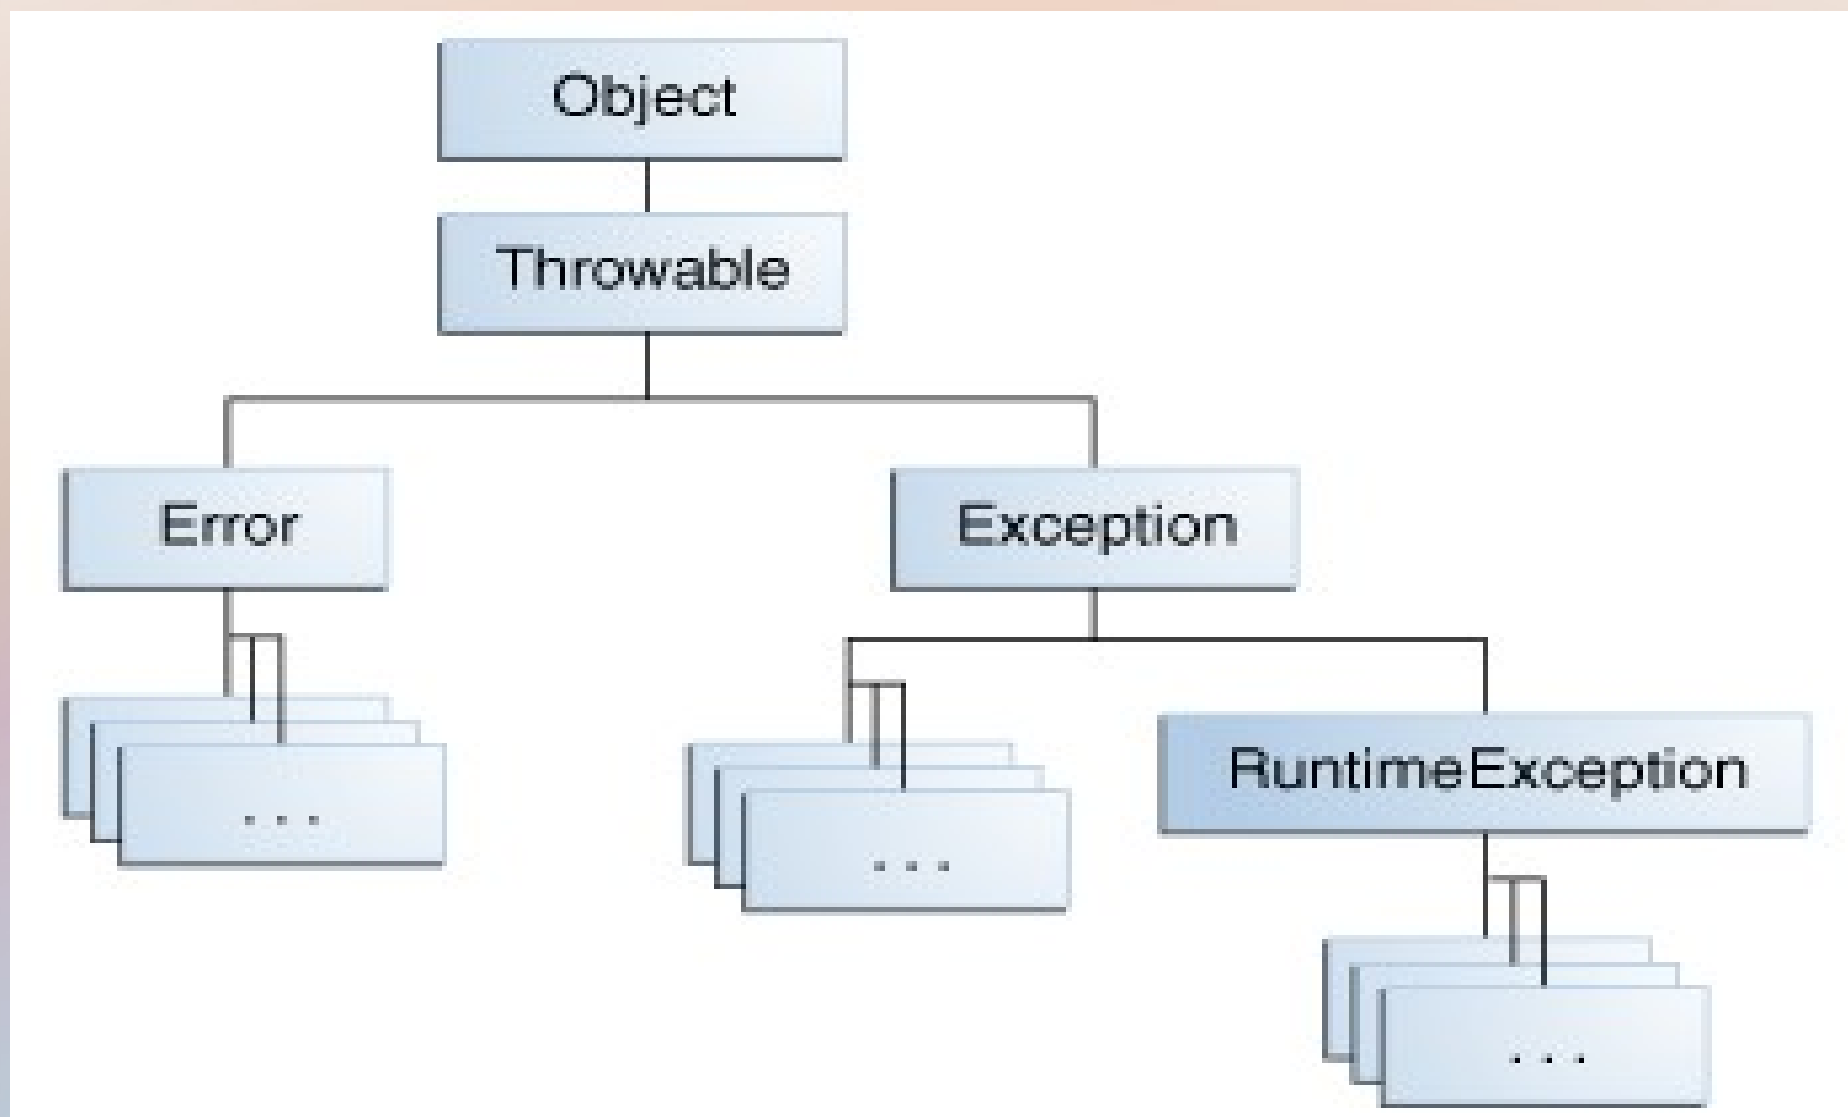 Object
Throwable
Error
Exception
. . .
. . .
RuntimeException
. . .